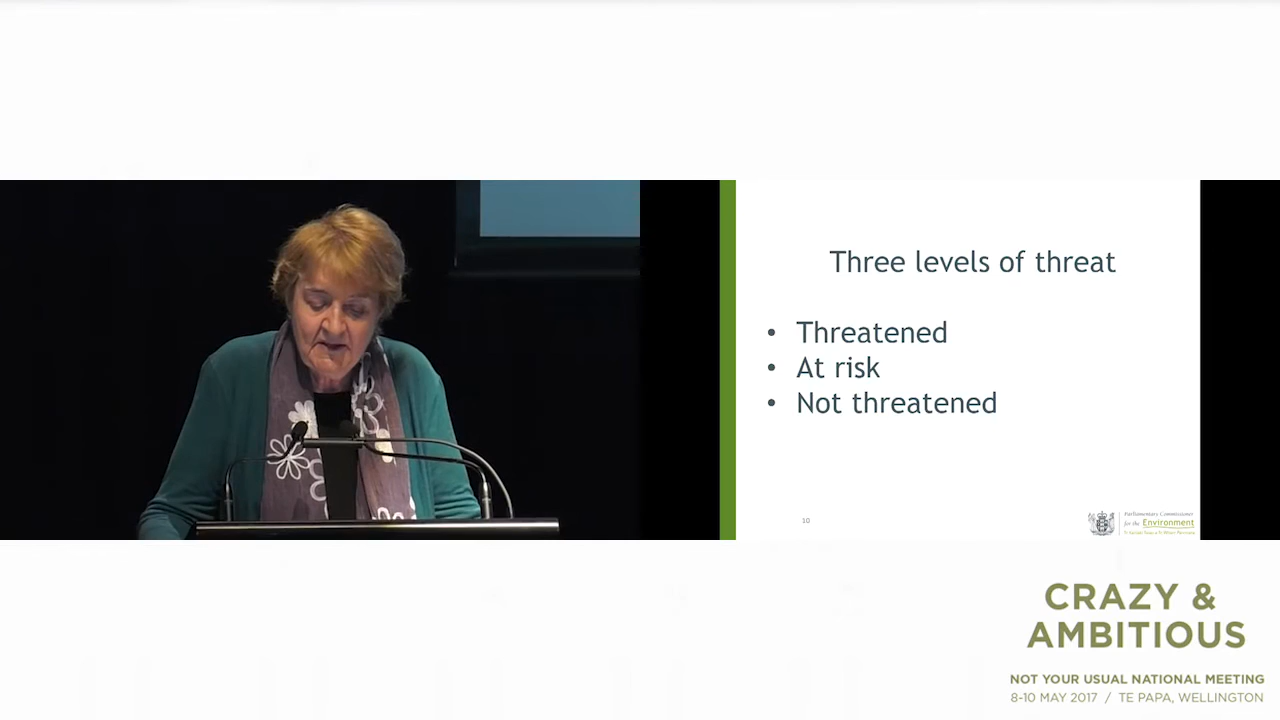 Three levels of threat
• Threatened
• At risk
• Not threatened
10
Parliamentary Commissioner
for the Environment
CRAZY &
AMBITIOUS
NOT YOUR USUAL NATIONAL MEETING
8-10 MAY 2017 / TE PAPA, WELLINGTON